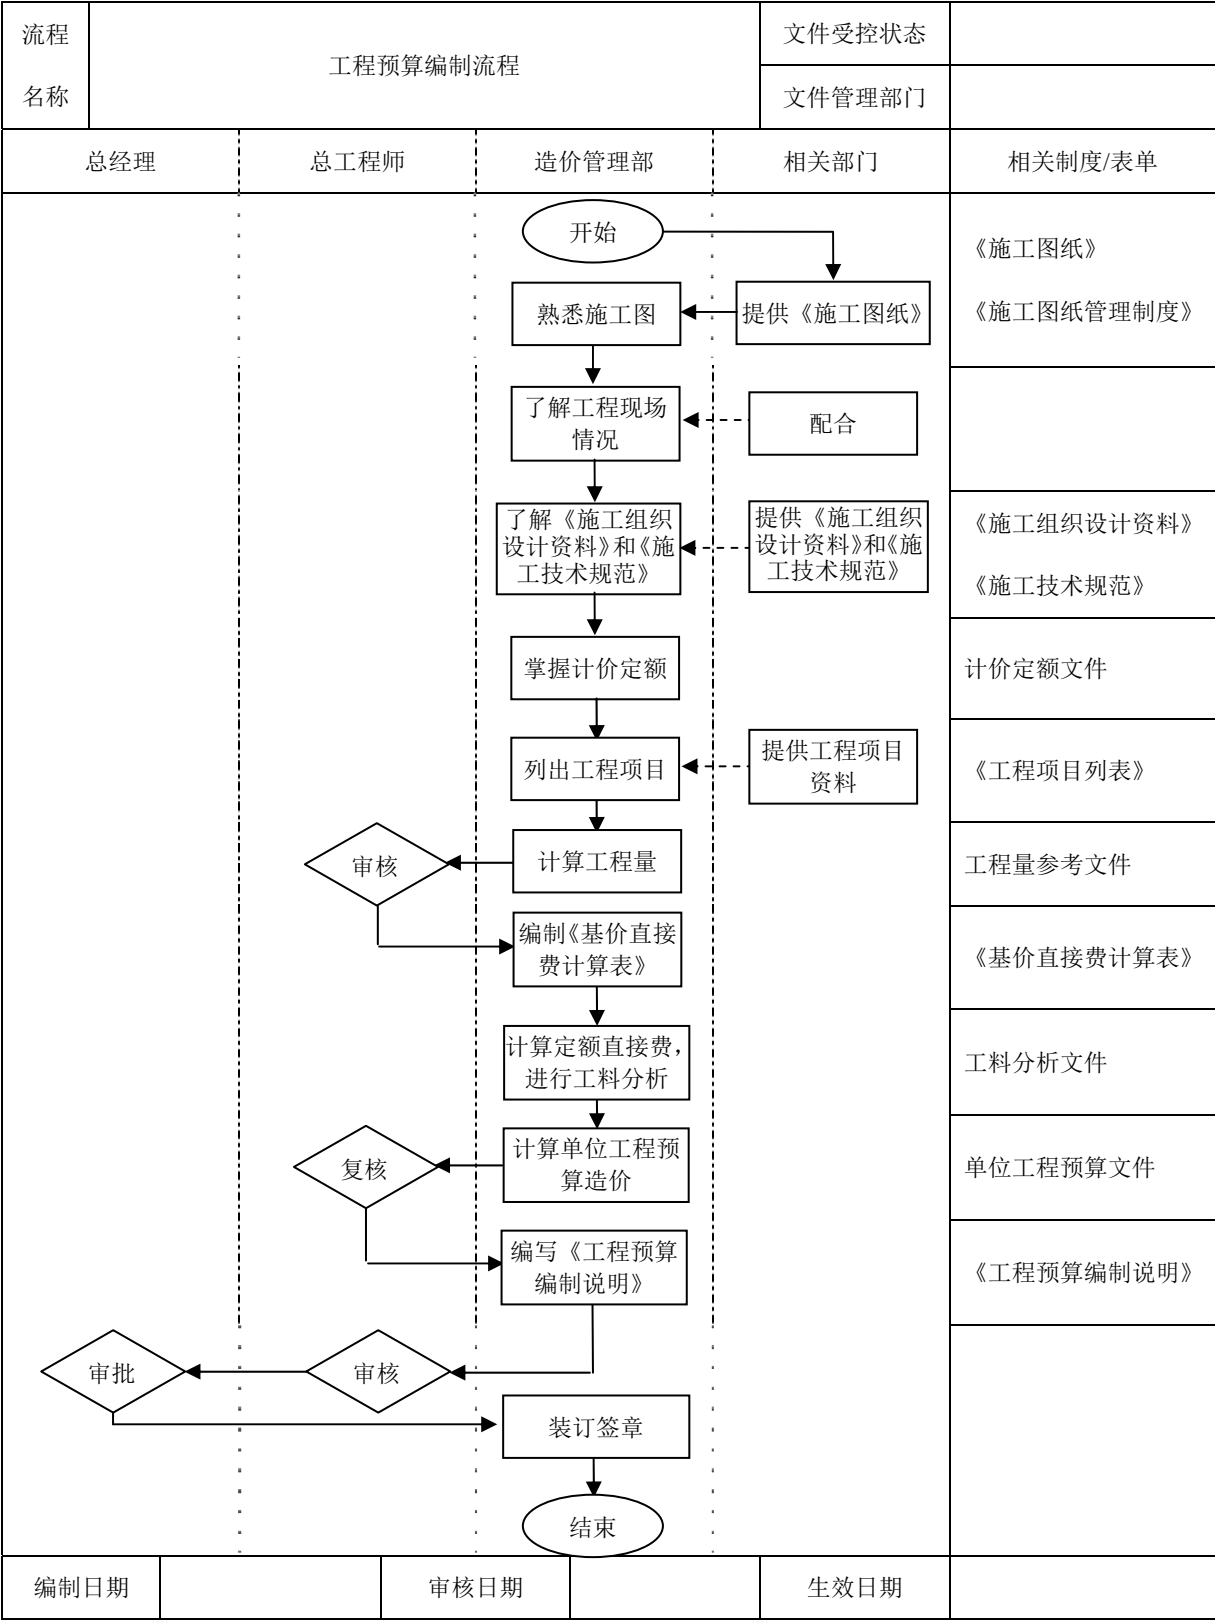 流程
名称
工程预算编制流程
文件受控状态
文件管理部门
总经理
总工程师
造价管理部
相关部门
相关制度/表单
开始
提供《施工图纸》
熟悉施工图
《施工图纸》
《施工图纸管理制度》
了解工程现场
情况
配合
了解《施工组织
设计资料》和《施
工技术规范》
提供《施工组织
设计资料》和《施
工技术规范》
《施工组织设计资料》
《施工技术规范》
掌握计价定额
计价定额文件
列出工程项目
提供工程项目
资料
《工程项目列表》
审核
计算工程量
工程量参考文件
编制《基价直接
费计算表》
《基价直接费计算表》
计算定额直接费，
进行工料分析
工料分析文件
复核
计算单位工程预
算造价
单位工程预算文件
编写《工程预算
编制说明》
《工程预算编制说明》
审批
审核
装订签章
结束
编制日期
审核日期
生效日期